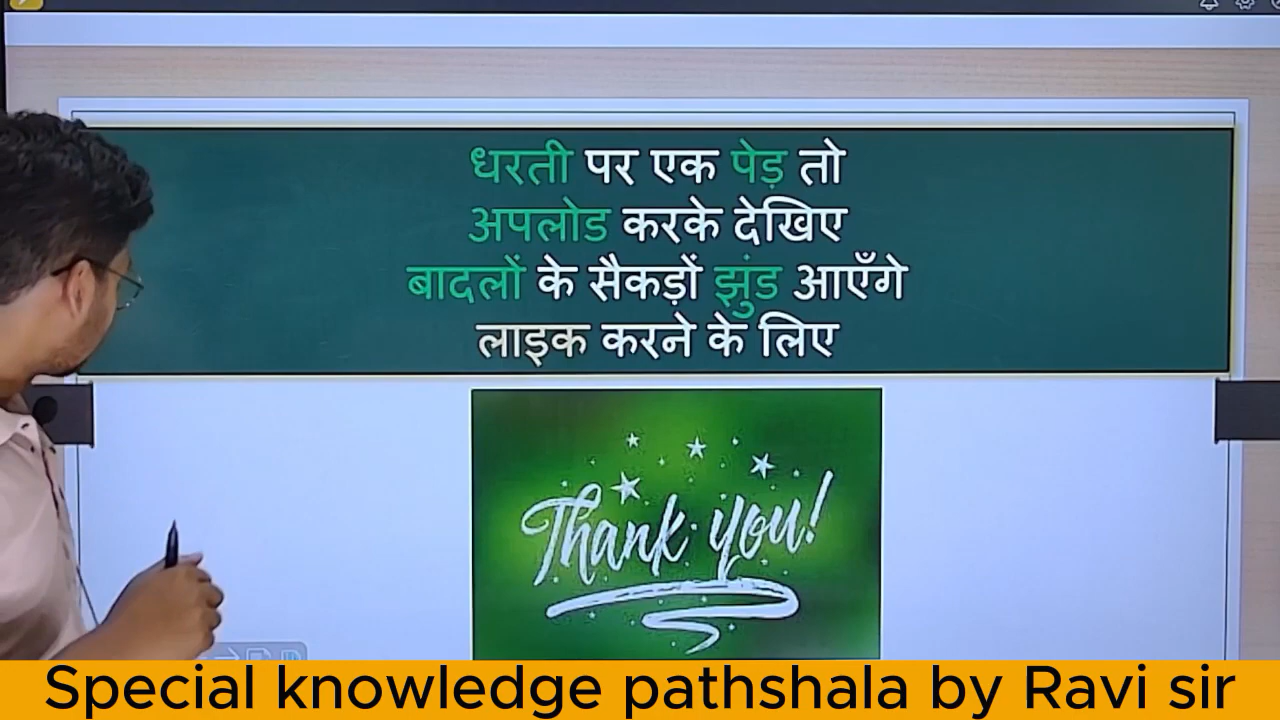 धरती पर एक पेड़ तो
अपलोड करके देखिए
बादलों के सैकड़ों झुंड आएँगे
लाइक करने के लिए
Thank you!
Special knowledge pathshala by Ravi sir